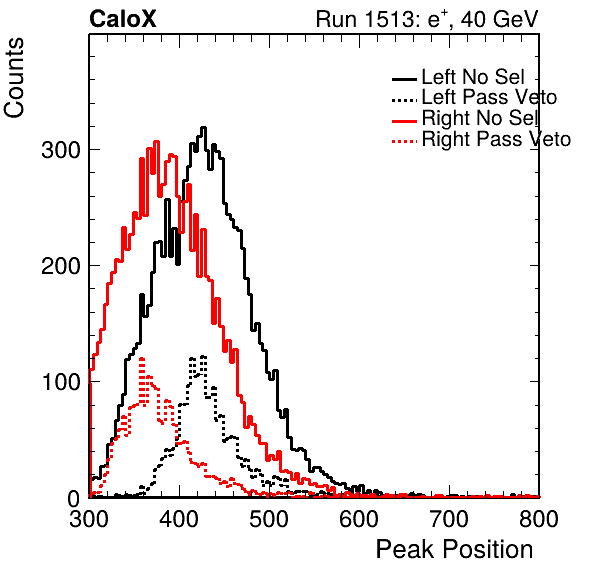 CaloX Run 1513: e+, 40 GeV
Counts
Left No Sel
Left Pass Veto
Right No Sel
Right Pass Veto
300
200
100
0
300 400 500 600 700 800
Peak Position